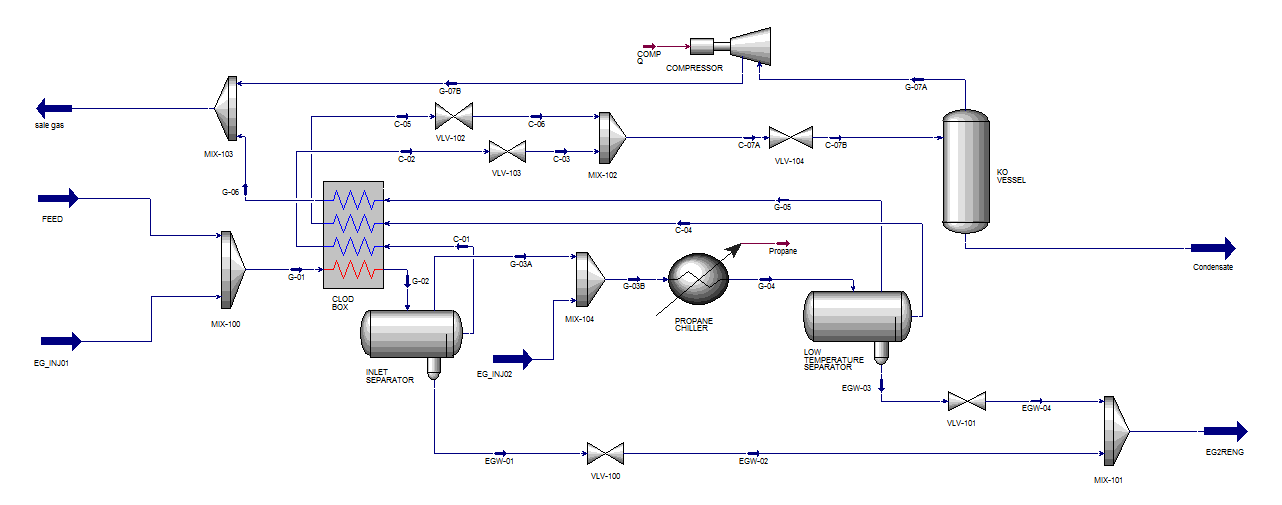 COMP
Q
COMPRESSOR
G-07A
G-07B
sale gas
C-05
C-06
VLV-102
MIX-103
C-02
VLV-103
C-03
MIX-102
C-07A
VLV-104
C-07B
KO
VESSEL
G-06
G-05
FEED
C-04
C-01
Propane
G-03A
Condensate
G-01
G-02
G-03B
G-04
CLOD
BOX
MIX-100
MIX-104
PROPANE
CHILLER
EG_INJ01
INLET
SEPARATOR
EG_INJ02
LOW
TEMPERATURE
SEPARATOR
EGW-03
VLV-101
EGW-04
EGW-01
VLV-100
EGW-02
MIX-101
EG2RENG